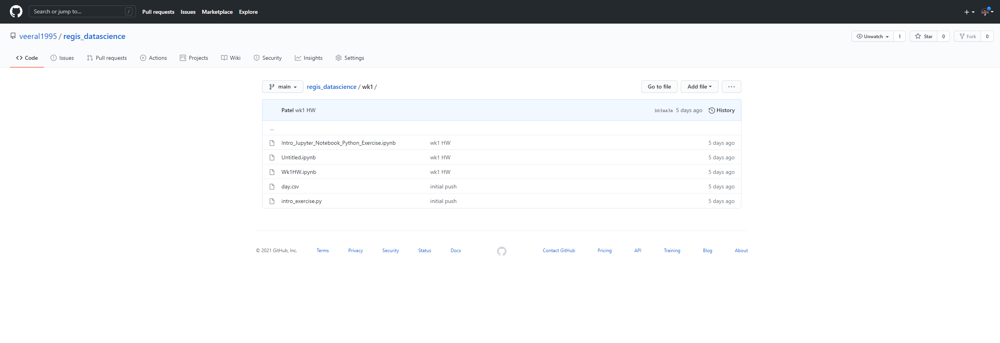 Search or jump to... / Pull requests Issues Marketplace Explore
veeral1995 / regis_datascience Unwatch 1 Star 0 Fork 0
Code Issues Pull requests Actions Projects Wiki Security Insights Settings
main regis_datascience / wk1 / Go to file Add file ...
Patel wk1 HW bb3aa3a 5 days ago History
..
Intro_Jupyter_Notebook_Python_Exercise.ipynb wk1 HW 5 days ago
Untitled.ipynb wk1 HW 5 days ago
Wk1HW.ipynb wk1 HW 5 days ago
day.csv initial push 5 days ago
intro_exercise.py initial push 5 days ago
© 2021 GitHub, Inc. Terms Privacy Security Status Docs Contact GitHub Pricing API Training Blog About